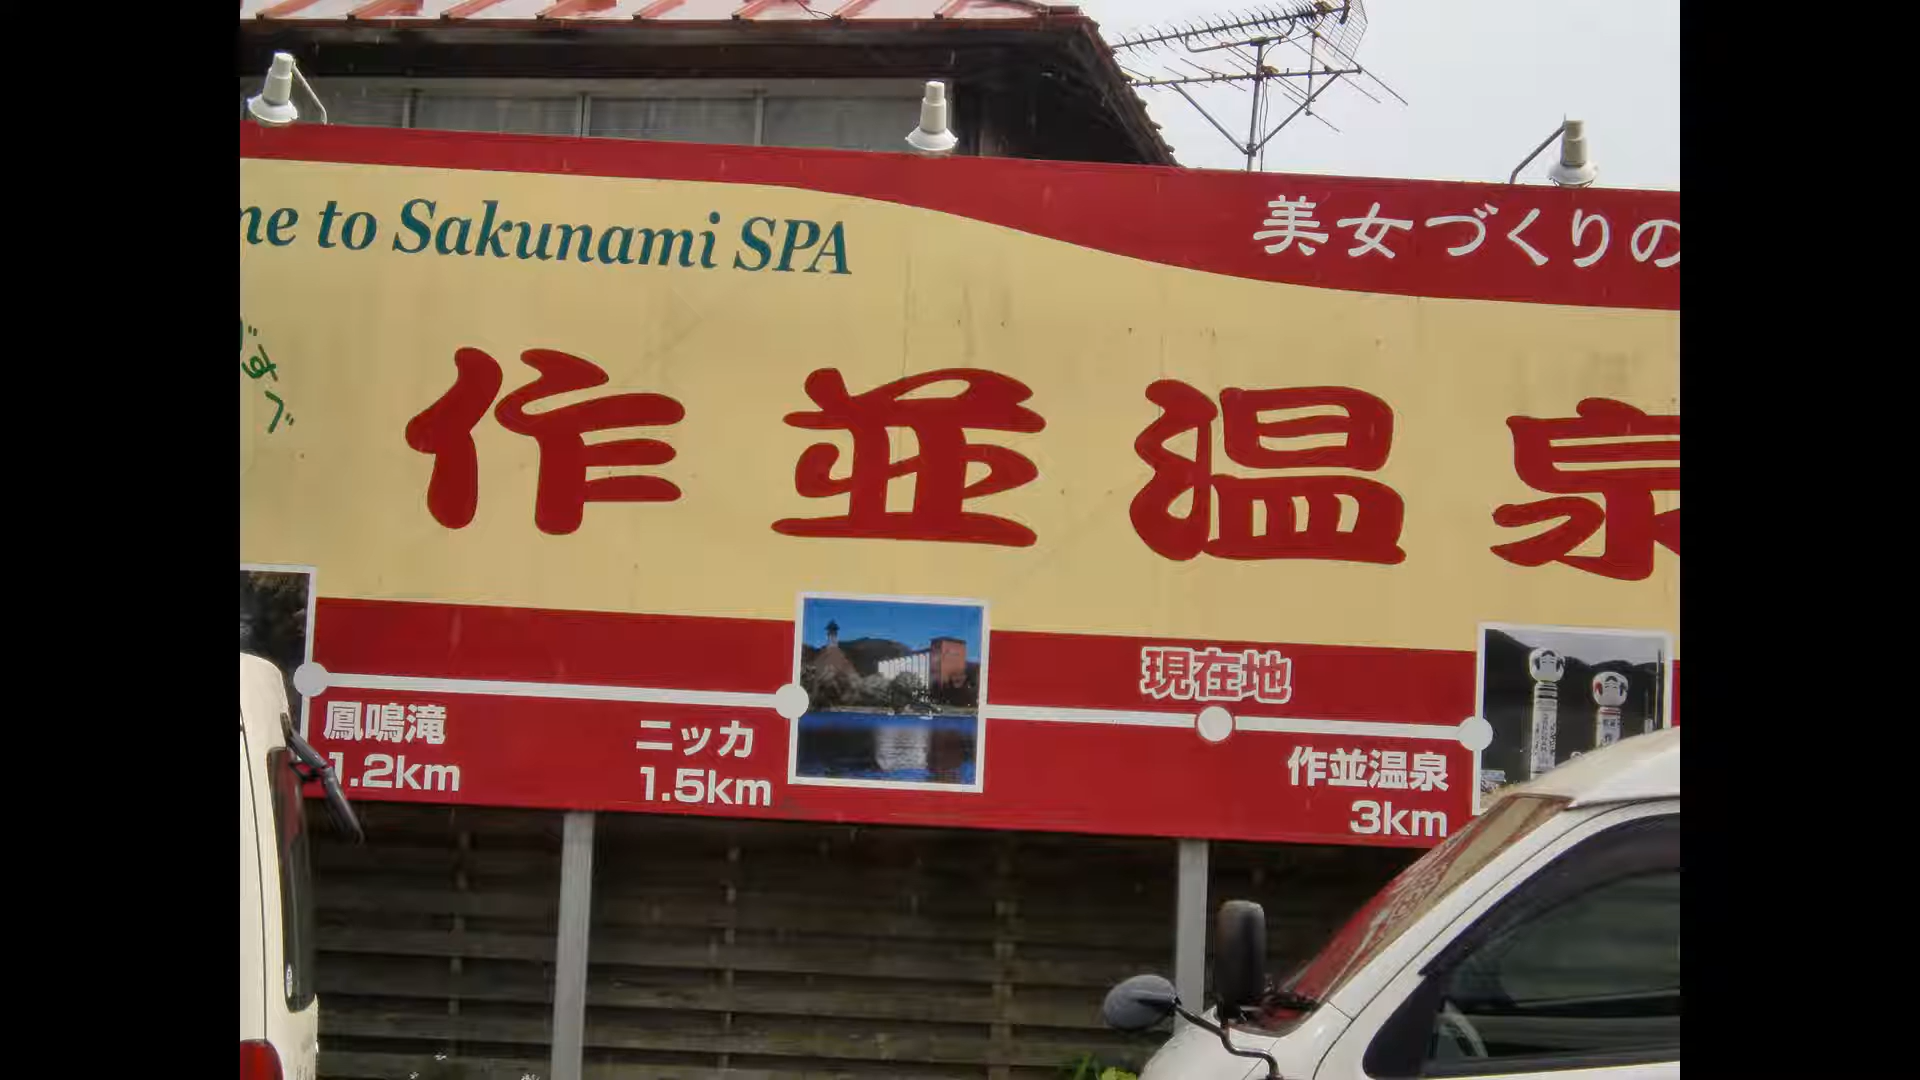 to Sakunami SPA
美女づくりの
作並温泉
現在地
鳳鳴滝
1.2km
ニッカ
1.5km
作並温泉
3km